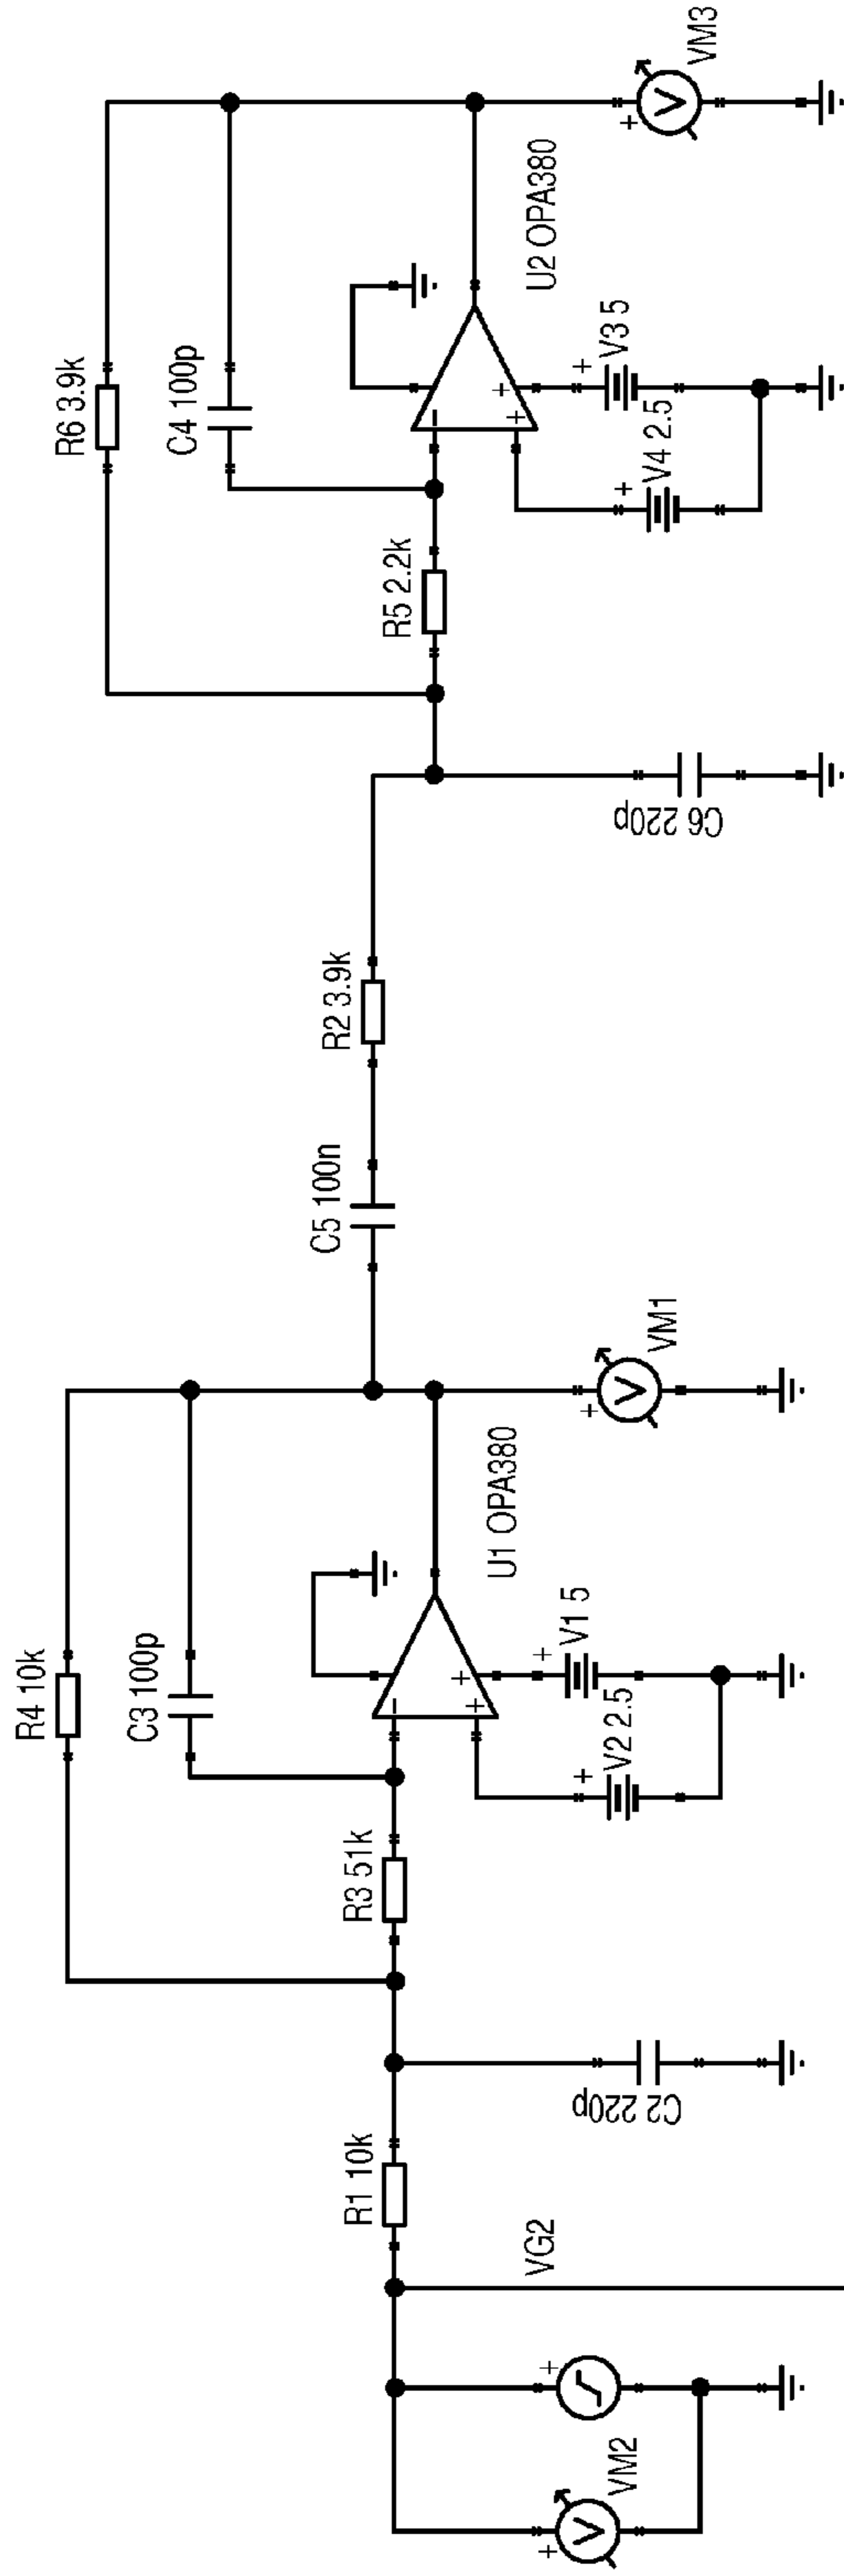 R4 10k
C3 100p
R1 10k
R3 51k
C2 220p
U1 OPA380
V2 2.5
V1 5
VM1
VG2
VM2
C5 100n
R2 3.9k
R6 3.9k
C4 100p
R5 2.2k
C6 220p
U2 OPA380
V4 2.5
V3 5
VM3